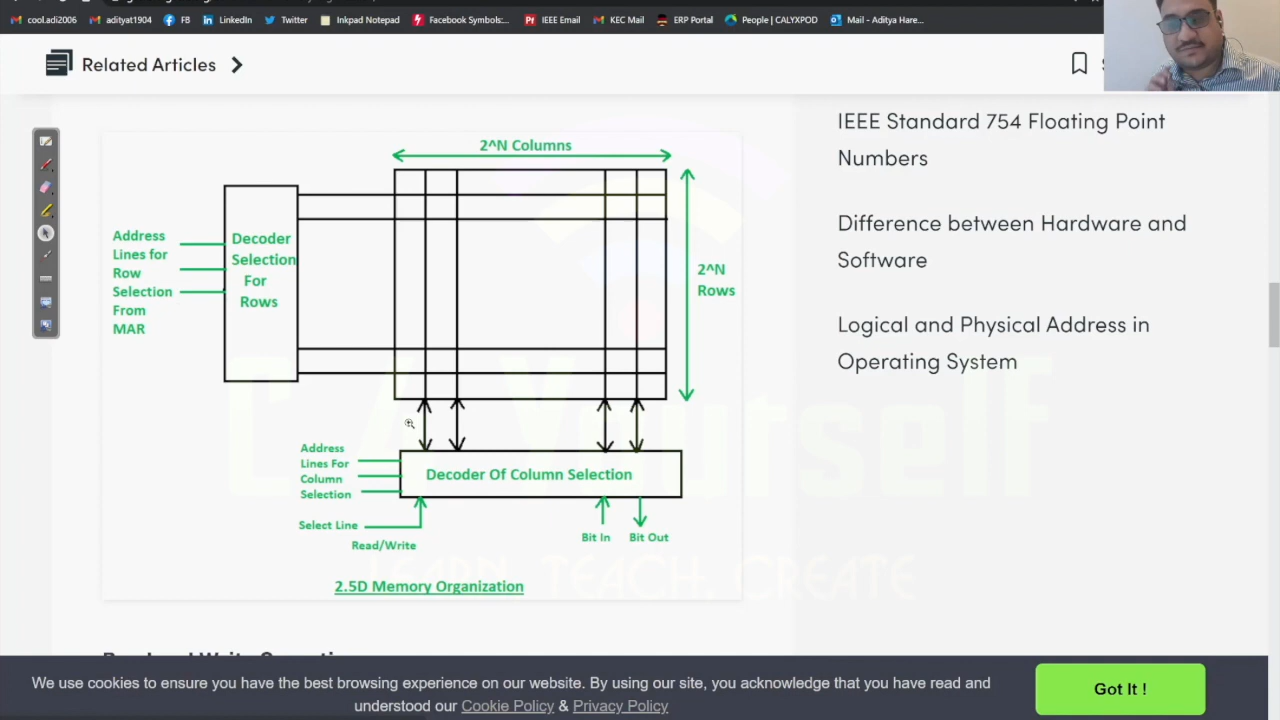 cool.adi2006 adityat1904 FB LinkedIn Twitter Inkpad Notepad Facebook Symbols:... IEEE Email KEC Mail ERP Portal People | CALYXPOD Mail - Aditya Hare...
Related Articles
2^N Columns
Address
Lines for
Row
Selection
From
MAR
Decoder
Selection
For
Rows
2^N
Rows
Address
Lines For
Column
Selection
Decoder Of Column Selection
Select Line
Read/Write
Bit In
Bit Out
2.5D Memory Organization
IEEE Standard 754 Floating Point
Numbers
Difference between Hardware and
Software
Logical and Physical Address in
Operating System
LEARN, TEACH, CREATE
We use cookies to ensure you have the best browsing experience on our website. By using our site, you acknowledge that you have read and
understood our Cookie Policy & Privacy Policy
Got It !